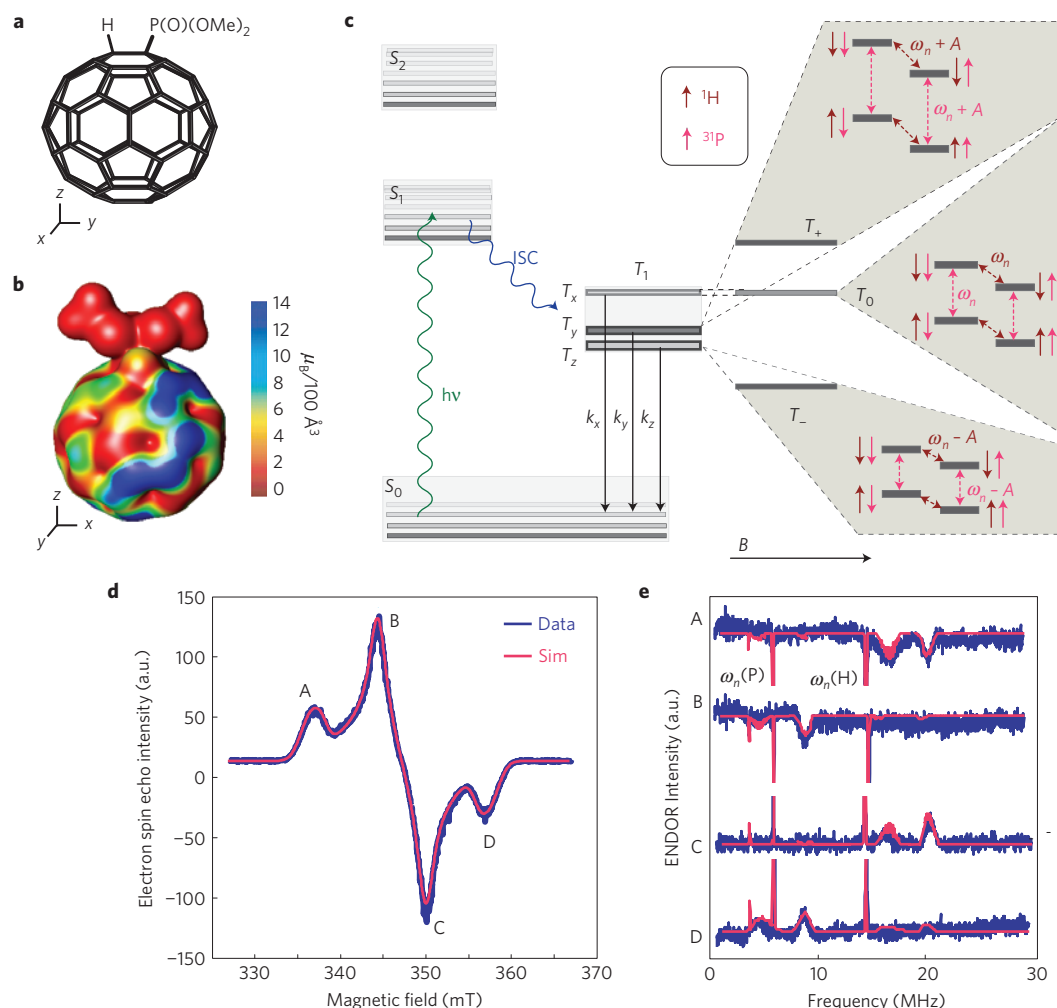 a
H
P(O)(OMe)2
z
y
x
b
14
12
10
8
6
4
2
0
μB/100 Å3
z
x
y
c
S2
S1
hν
ISC
S0
T1
Tx
Ty
Tz
kx
ky
kz
1H
31P
T+
T0
T−
ωn + A
ωn + A
ωn
ωn
ωn − A
ωn − A
B
d
Electron spin echo intensity (a.u.)
150
100
50
0
−50
−100
−150
A
B
C
D
Data
Sim
330
340
350
360
370
Magnetic field (mT)
e
ENDOR Intensity (a.u.)
A
ωn(P)
ωn(H)
B
C
D
0
10
20
30
Frequency (MHz)